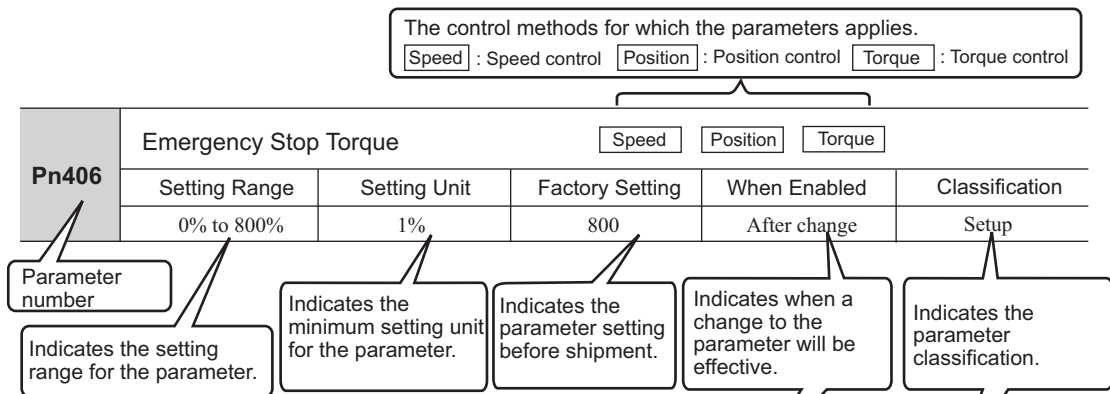 The control methods for which the parameters applies.
Speed : Speed control Position : Position control Torque : Torque control
Emergency Stop Torque Speed Position Torque
Pn406
Setting Range Setting Unit Factory Setting When Enabled Classification
0% to 800% 1% 800 After change Setup
Parameter
number
Indicates the setting
range for the parameter.
Indicates the
minimum setting unit
for the parameter.
Indicates the
parameter setting
before shipment.
Indicates when a
change to the
parameter will be
effective.
Indicates the
parameter
classification.